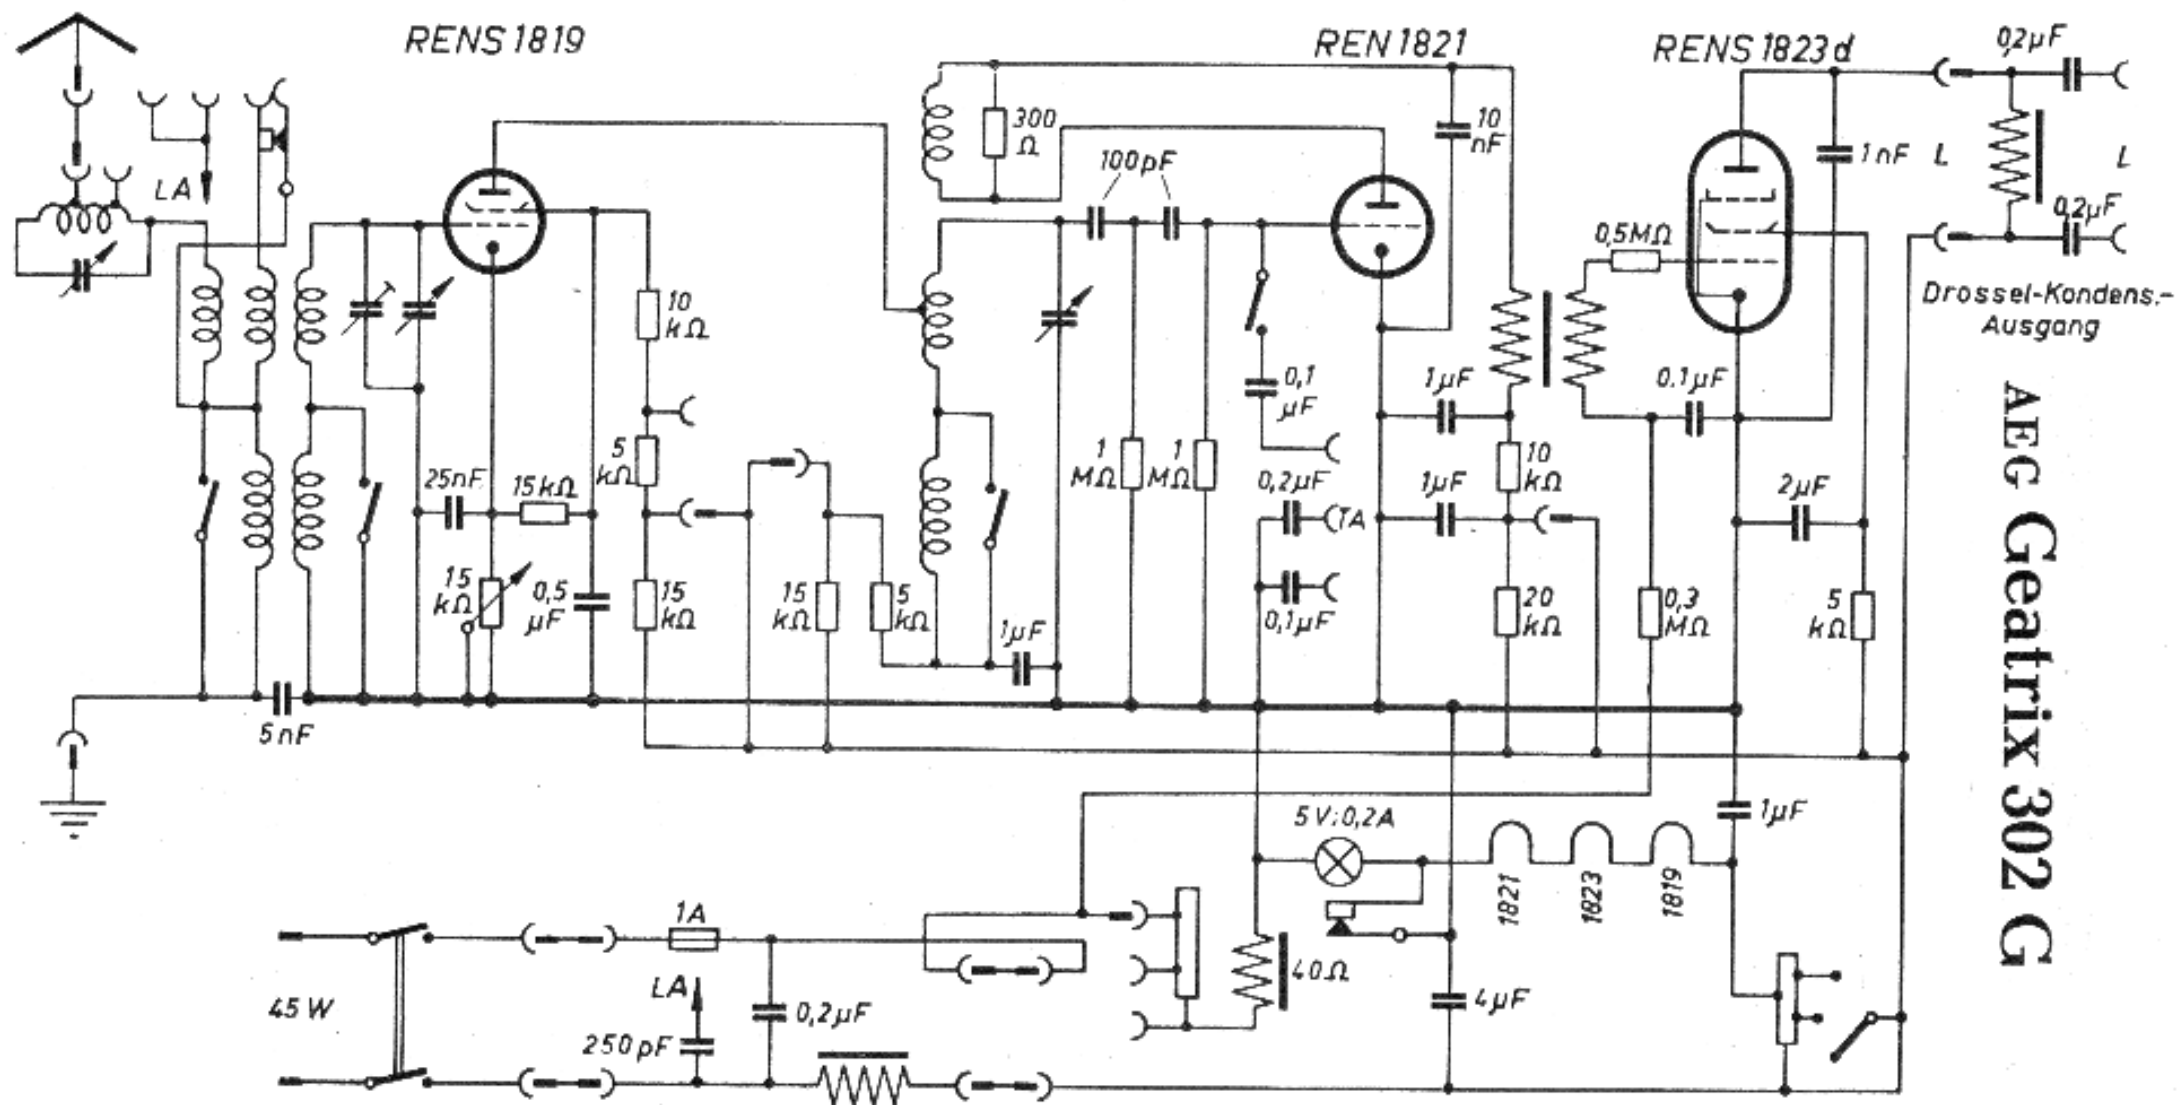 RENS 1819
REN 1821
RENS 1823d
0,2µF
LA
300
Ω
10
nF
100pF
1nF
L
L
0,2µF
0,5MΩ
Drossel-Kondens.-
Ausgang
10
kΩ
0,1
µF
1µF
0.1µF
5
kΩ
25nF
15kΩ
1
MΩ
1
MΩ
0,2µF
TA
1µF
10
kΩ
2µF
15
kΩ
0,5
µF
15
kΩ
15
kΩ
5
kΩ
1µF
0,1µF
20
kΩ
0,3
MΩ
5
kΩ
5nF
5V;0,2A
1µF
1821
1823
1819
1A
45W
LA
0,2µF
250pF
40Ω
4µF
AEG Geatrix 302 G